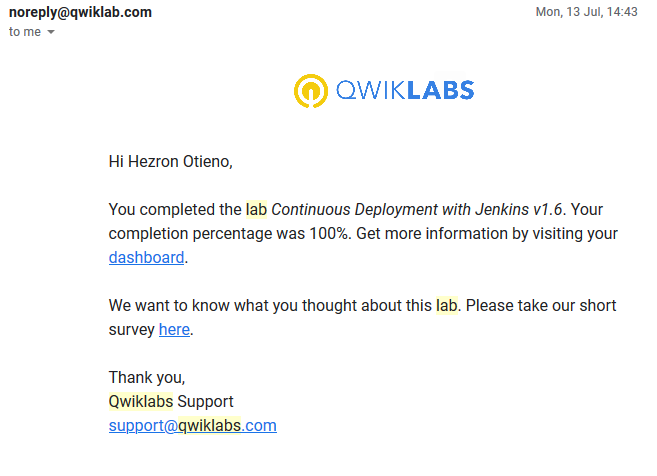 noreply@qwiklab.com
Mon, 13 Jul, 14:43
to me
QWIKLABS
Hi Hezron Otieno,
You completed the lab Continuous Deployment with Jenkins v1.6. Your
completion percentage was 100%. Get more information by visiting your
dashboard.
We want to know what you thought about this lab. Please take our short
survey here.
Thank you,
Qwiklabs Support
support@qwiklabs.com